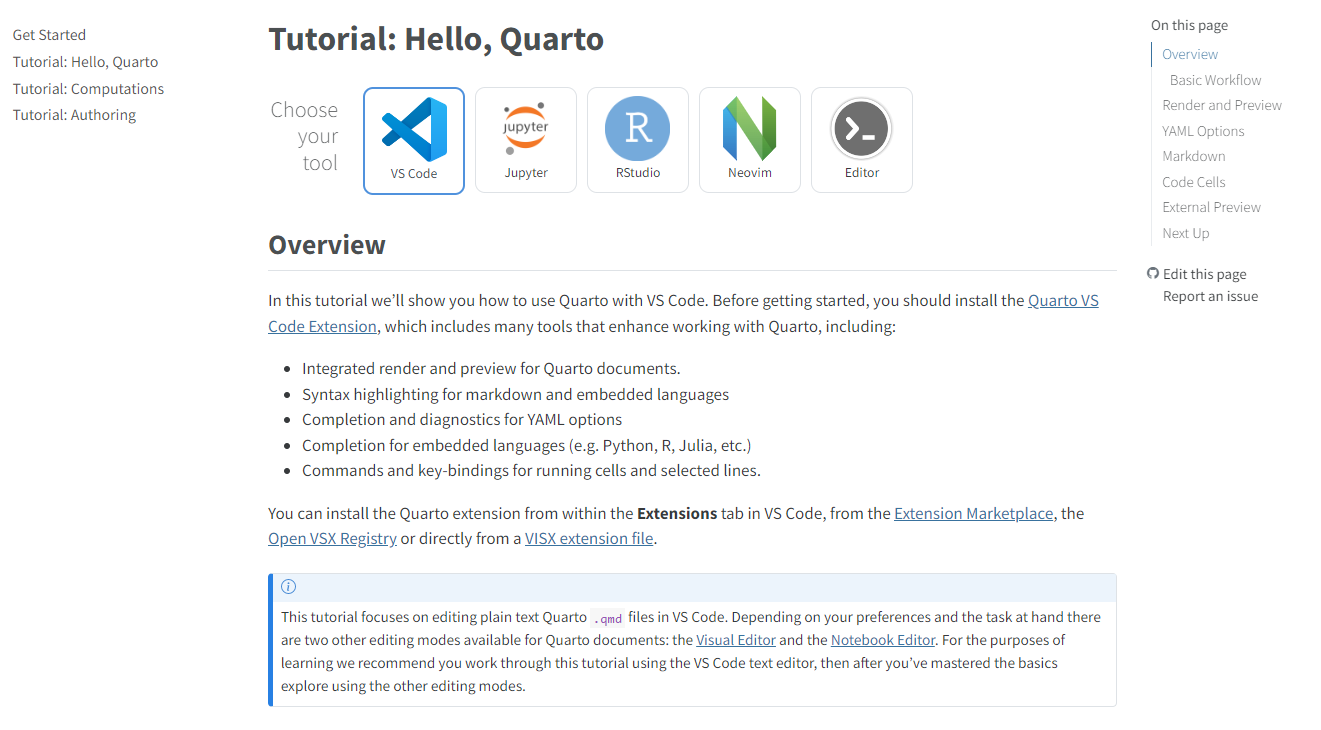 Get Started
Tutorial: Hello, Quarto
Tutorial: Computations
Tutorial: Authoring
Tutorial: Hello, Quarto
Choose
your
tool
VS Code
jupyter
Jupyter
R
RStudio
Neovim
Editor
Overview
In this tutorial we’ll show you how to use Quarto with VS Code. Before getting started, you should install the Quarto VS
Code Extension, which includes many tools that enhance working with Quarto, including:
• Integrated render and preview for Quarto documents.
• Syntax highlighting for markdown and embedded languages
• Completion and diagnostics for YAML options
• Completion for embedded languages (e.g. Python, R, Julia, etc.)
• Commands and key-bindings for running cells and selected lines.
You can install the Quarto extension from within the Extensions tab in VS Code, from the Extension Marketplace, the
Open VSX Registry or directly from a VISX extension file.
This tutorial focuses on editing plain text Quarto .qmd files in VS Code. Depending on your preferences and the task at hand there
are two other editing modes available for Quarto documents: the Visual Editor and the Notebook Editor. For the purposes of
learning we recommend you work through this tutorial using the VS Code text editor, then after you’ve mastered the basics
explore using the other editing modes.
On this page
Overview
Basic Workflow
Render and Preview
YAML Options
Markdown
Code Cells
External Preview
Next Up
Edit this page
Report an issue